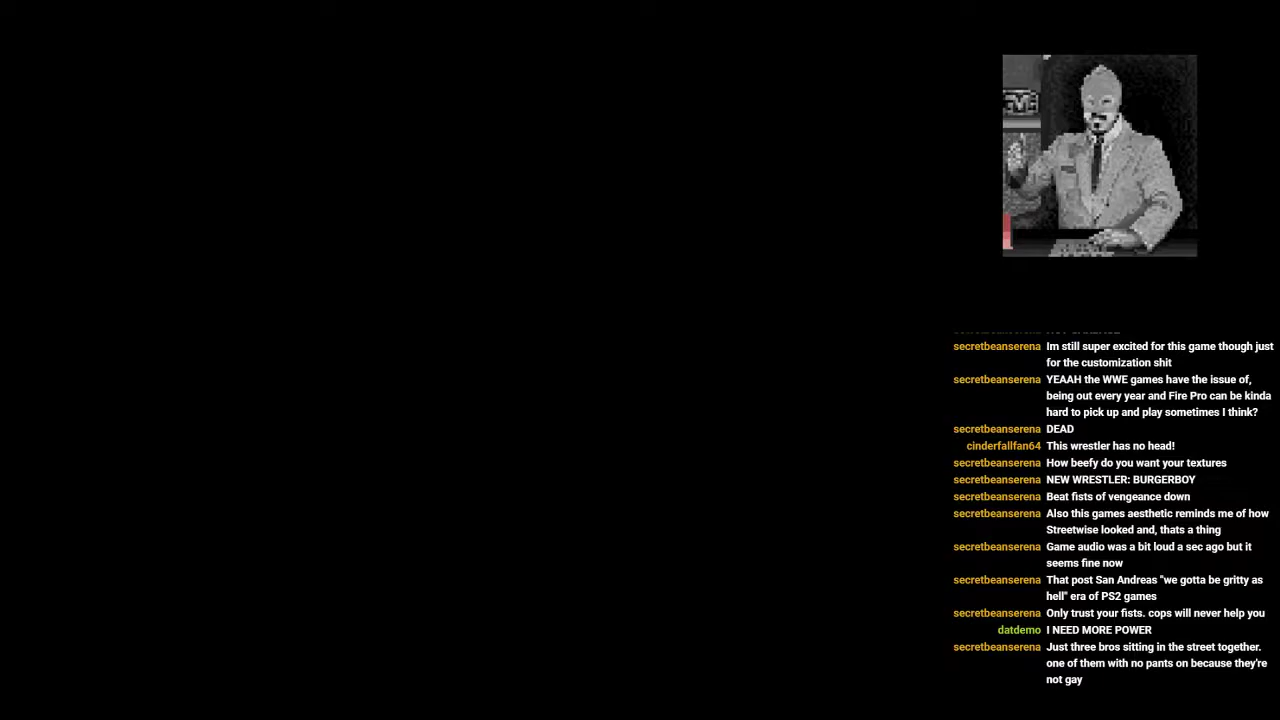 secretbeanserena Im still super excited for this game though just
for the customization shit
secretbeanserena YEAAH the WWE games have the issue of,
being out every year and Fire Pro can be kinda
hard to pick up and play sometimes I think?
secretbeanserena DEAD
cinderfallfan64 This wrestler has no head!
secretbeanserena How beefy do you want your textures
secretbeanserena NEW WRESTLER: BURGERBOY
secretbeanserena Beat fists of vengeance down
secretbeanserena Also this games aesthetic reminds me of how
Streetwise looked and, thats a thing
secretbeanserena Game audio was a bit loud a sec ago but it
seems fine now
secretbeanserena That post San Andreas "we gotta be gritty as
hell" era of PS2 games
secretbeanserena Only trust your fists. cops will never help you
datdemo I NEED MORE POWER
secretbeanserena Just three bros sitting in the street together.
one of them with no pants on because they're
not gay